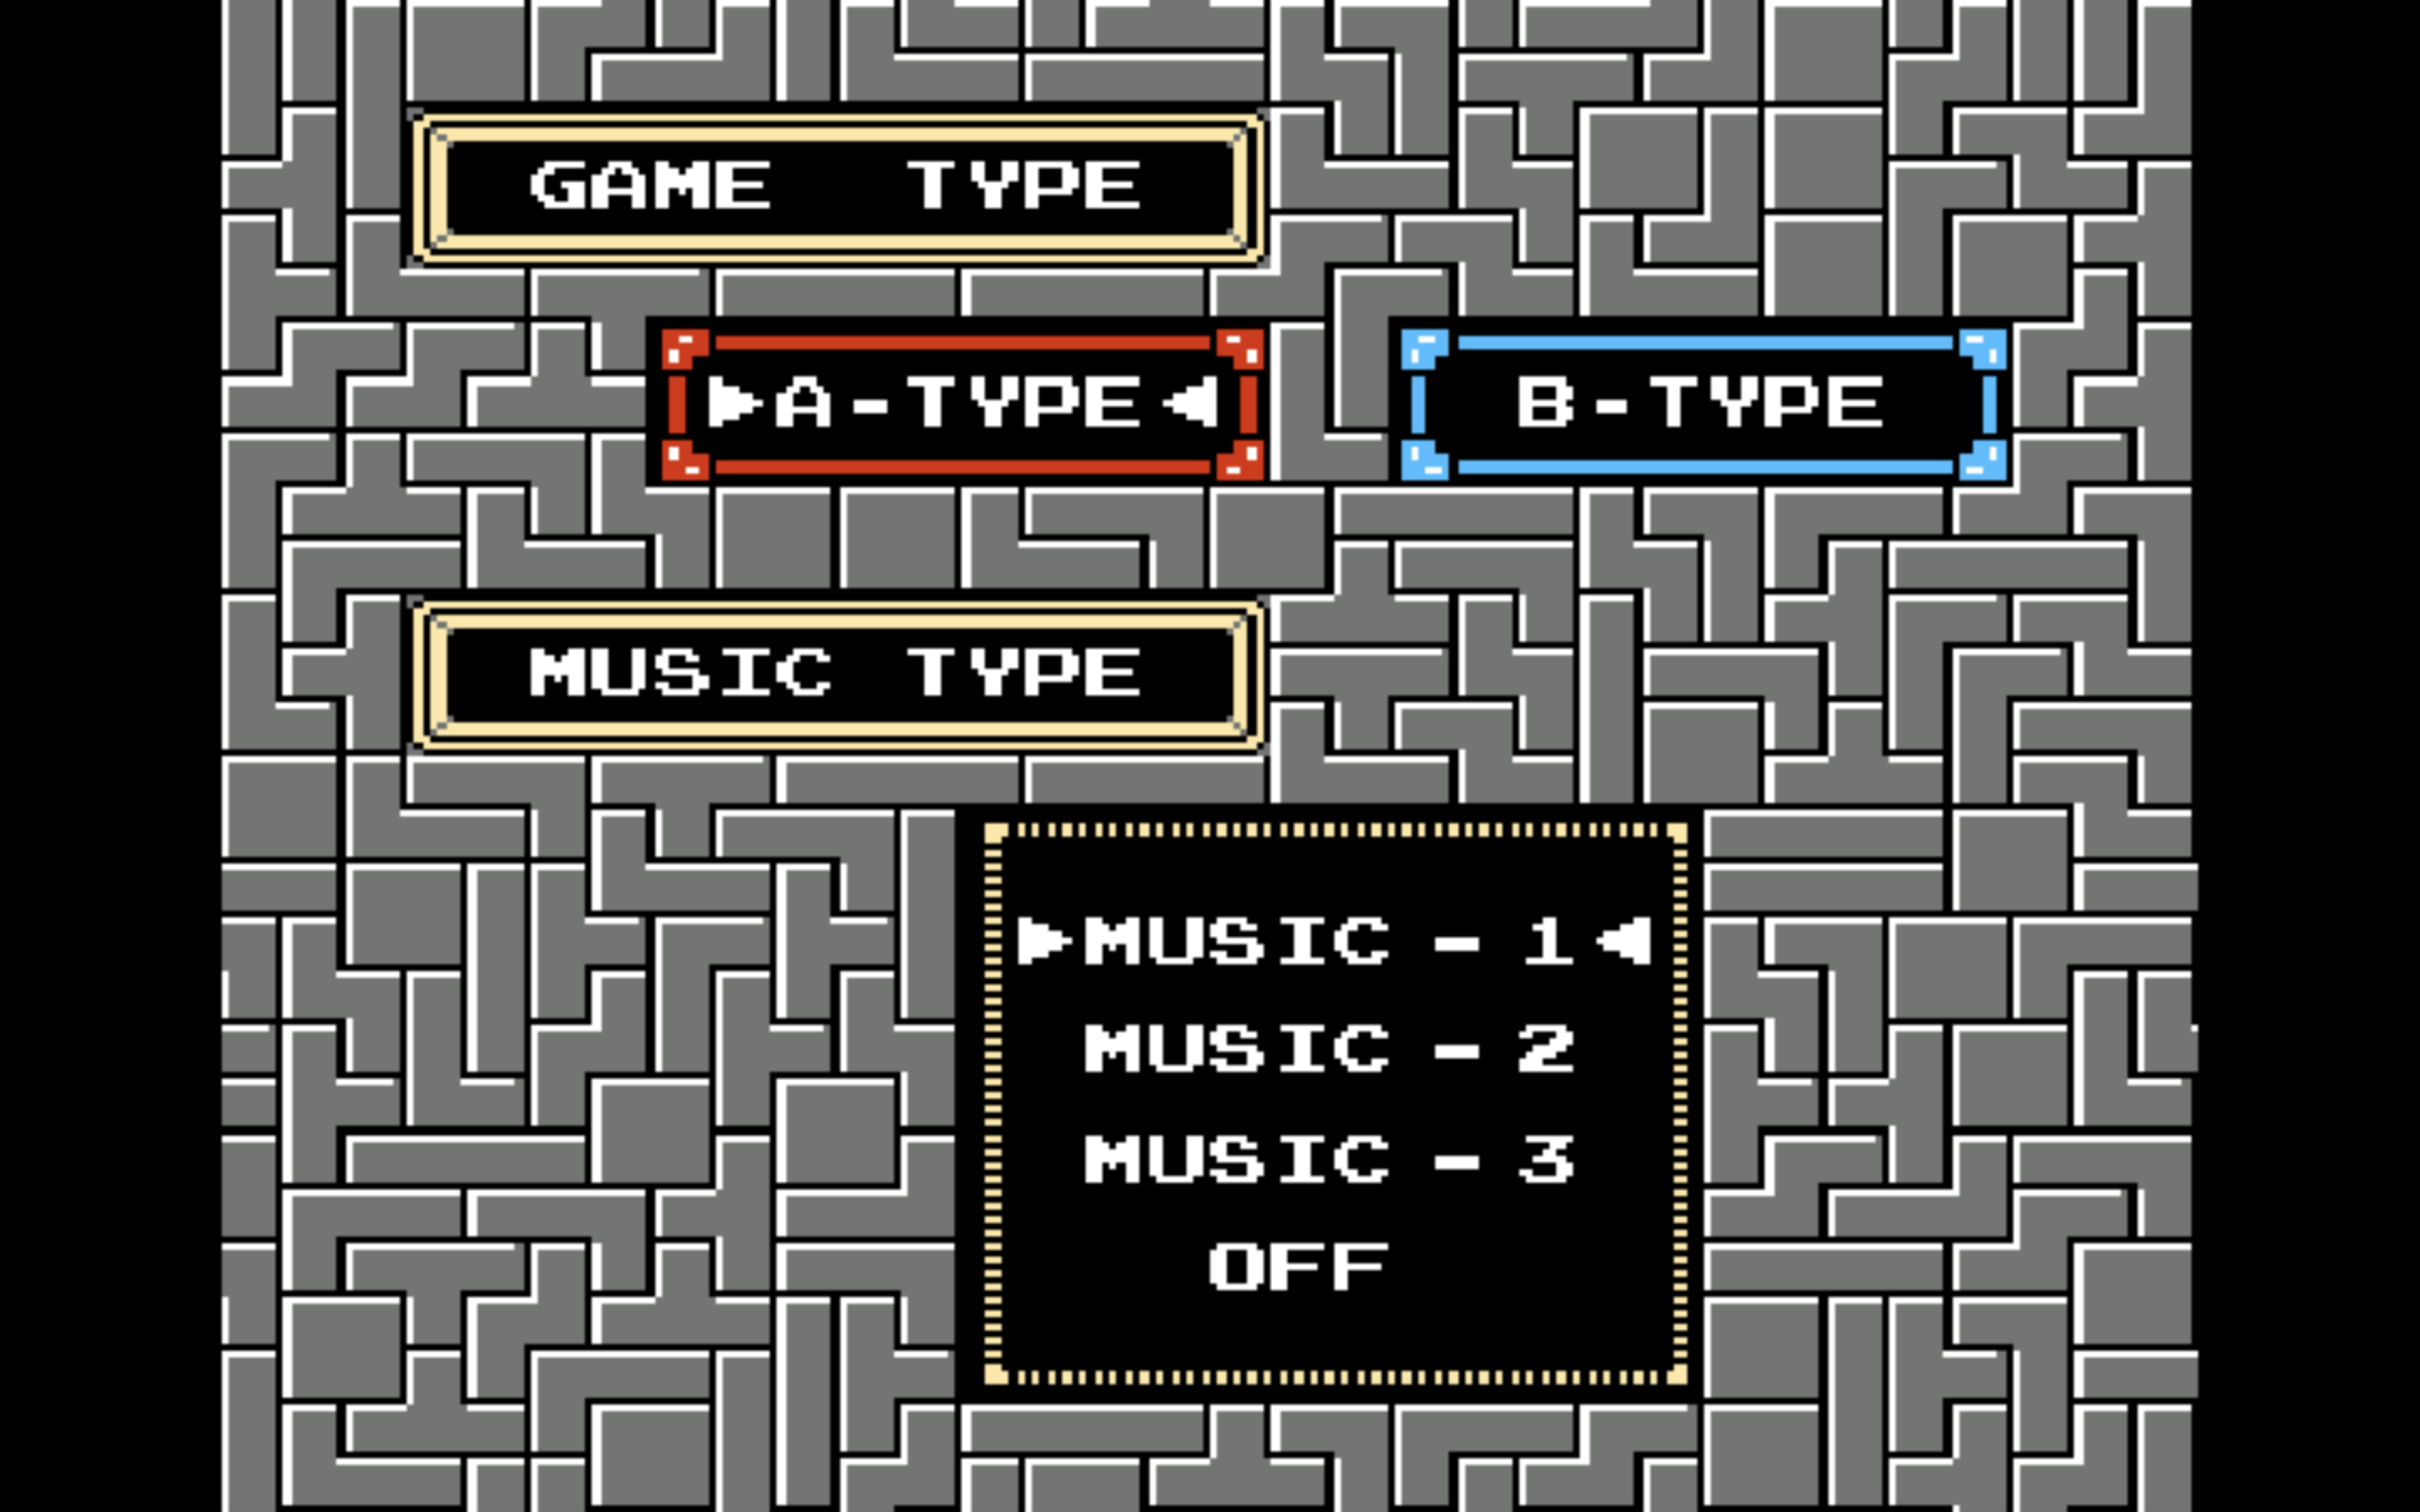 GAME TYPE
▶A-TYPE◀ B-TYPE
MUSIC TYPE
▶MUSIC - 1◀
MUSIC - 2
MUSIC - 3
OFF